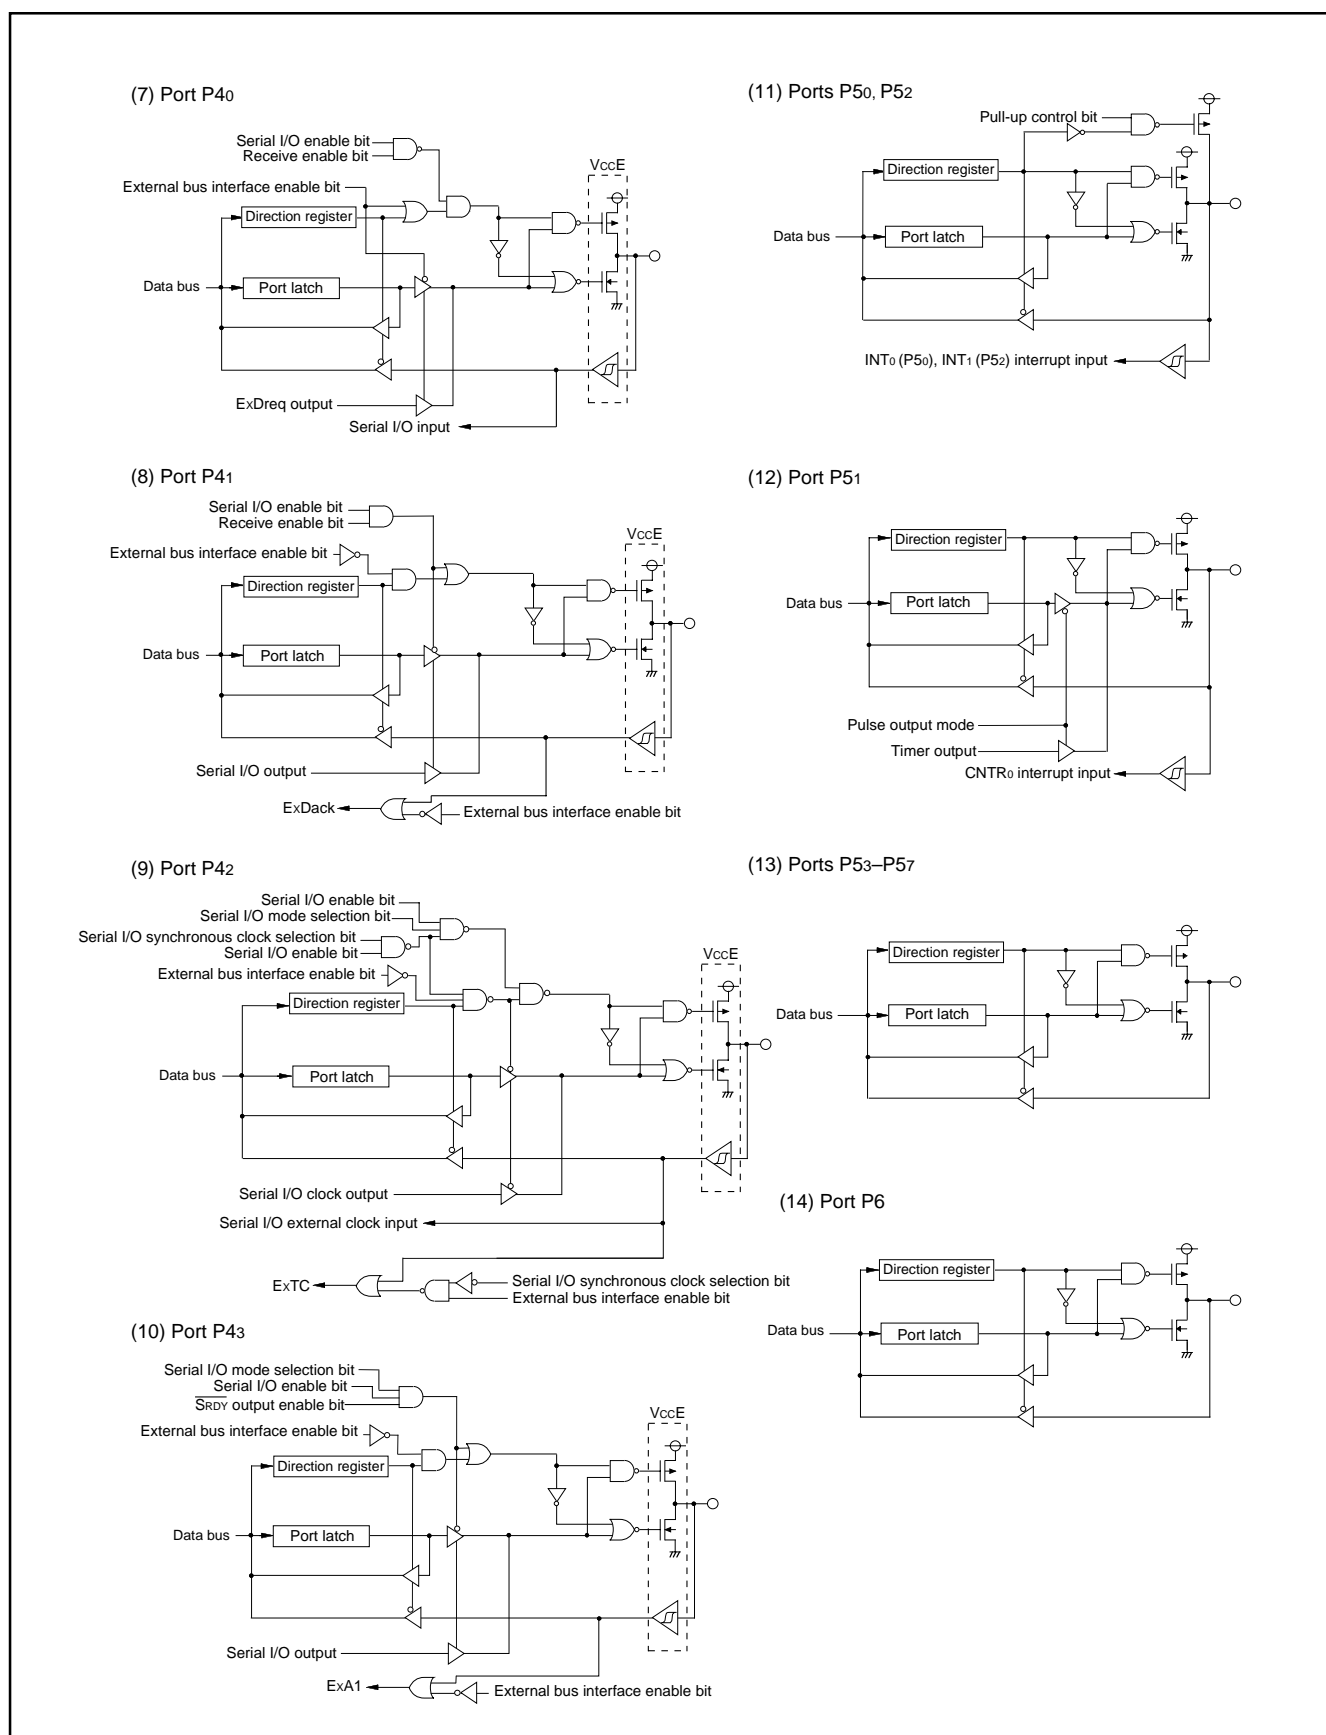 (7) Port P40
Serial I/O enable bit
Receive enable bit
VCCE
External bus interface enable bit
Direction register
Data bus
Port latch
ExDreq output
Serial I/O input
(8) Port P41
Serial I/O enable bit
Receive enable bit
VCCE
External bus interface enable bit
Direction register
Data bus
Port latch
Serial I/O output
ExDack
External bus interface enable bit
(9) Port P42
Serial I/O enable bit
Serial I/O mode selection bit
Serial I/O synchronous clock selection bit
Serial I/O enable bit
VCCE
External bus interface enable bit
Direction register
Data bus
Port latch
Serial I/O clock output
Serial I/O external clock input
ExTC
Serial I/O synchronous clock selection bit
External bus interface enable bit
(10) Port P43
Serial I/O mode selection bit
Serial I/O enable bit
SRDY output enable bit
VCCE
External bus interface enable bit
Direction register
Data bus
Port latch
Serial I/O output
ExA1
External bus interface enable bit
(11) Ports P50, P52
Pull-up control bit
Direction register
Data bus
Port latch
INT0 (P50), INT1 (P52) interrupt input
(12) Port P51
Direction register
Data bus
Port latch
Pulse output mode
Timer output
CNTR0 interrupt input
(13) Ports P53–P57
Direction register
Data bus
Port latch
(14) Port P6
Direction register
Data bus
Port latch